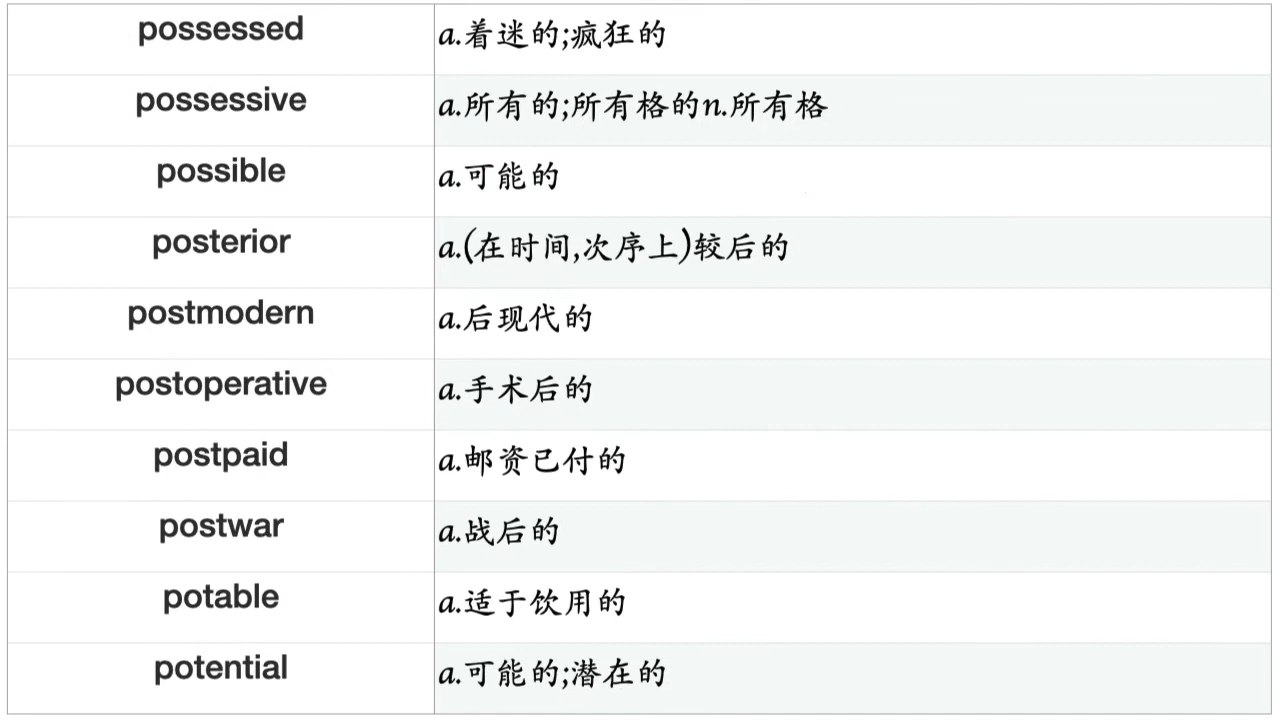 possessed a.着迷的;疯狂的
possessive a.所有的;所有格的n.所有格
possible a.可能的
posterior a.(在时间,次序上)较后的
postmodern a.后现代的
postoperative a.手术后的
postpaid a.邮资已付的
postwar a.战后的
potable a.适于饮用的
potential a.可能的;潜在的